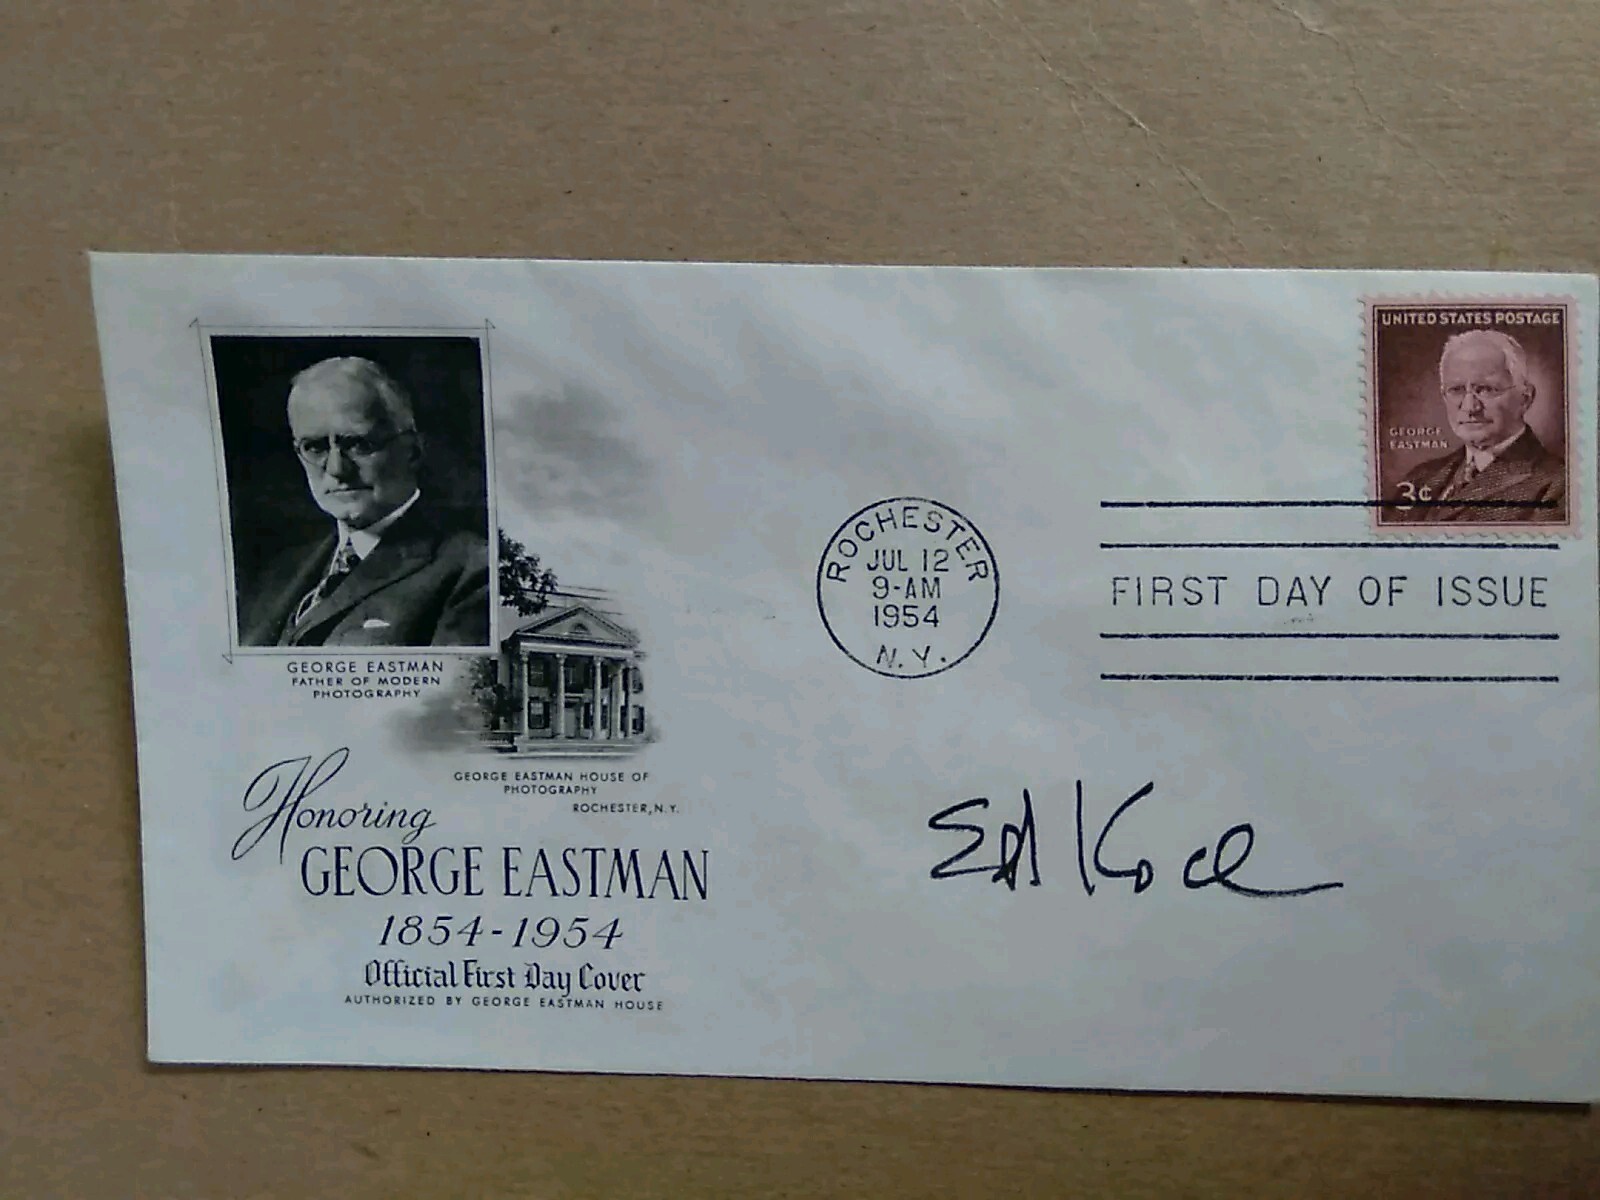 UNITED STATES POSTAGE
GEORGE
EASTMAN
3¢
ROCHESTER
JUL 12
9-AM
1954
N.Y.
FIRST DAY OF ISSUE
GEORGE EASTMAN
FATHER OF MODERN
PHOTOGRAPHY
GEORGE EASTMAN HOUSE OF
PHOTOGRAPHY
ROCHESTER, N.Y.
Honoring
GEORGE EASTMAN
1854-1954
Official First Day Cover
AUTHORIZED BY GEORGE EASTMAN HOUSE
Ed Koch